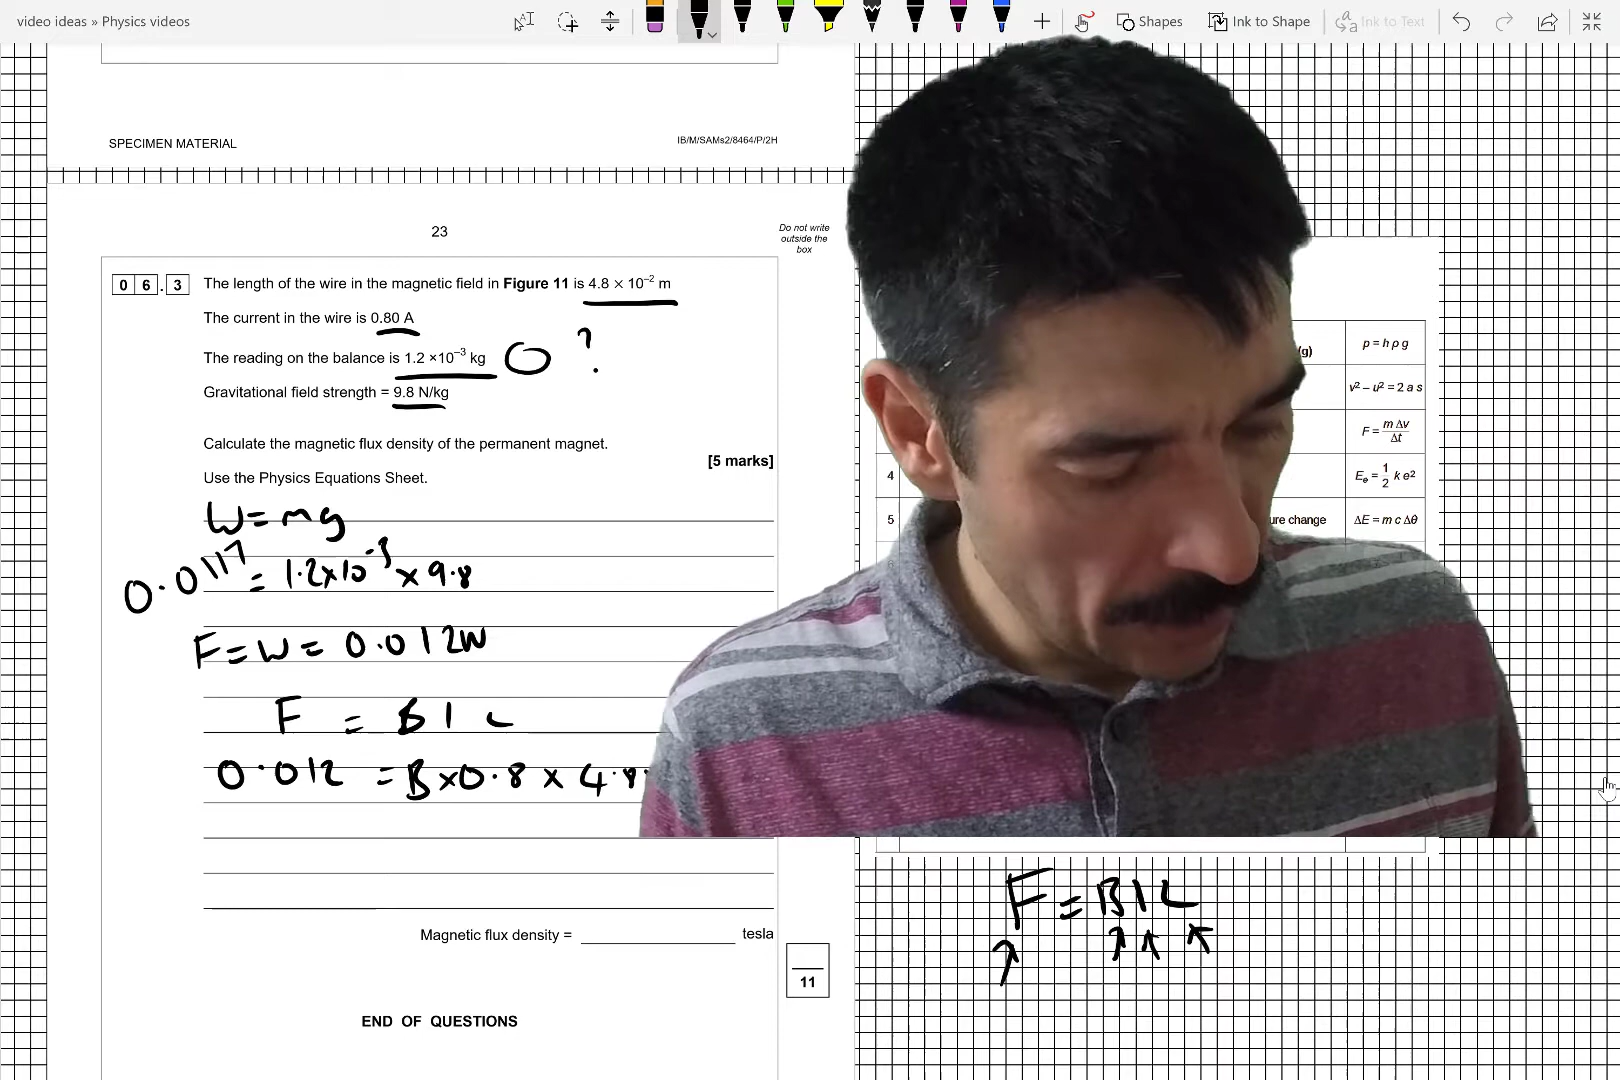 video ideas » Physics videos
Shapes
Ink to Shape
Ink to Text
SPECIMEN MATERIAL
IB/M/SAMs2/8464/P/2H
23
Do not write
outside the
box
0 6 . 3
The length of the wire in the magnetic field in Figure 11 is 4.8 × 10⁻² m
The current in the wire is 0.80 A
The reading on the balance is 1.2 ×10⁻³ kg
?
Gravitational field strength = 9.8 N/kg
Calculate the magnetic flux density of the permanent magnet.
[5 marks]
Use the Physics Equations Sheet.
W = mg
0.0117 = 1.2×10⁻³ × 9.8
F = W = 0.012N
F = B I L
0.012 = B × 0.8 × 4.8
Magnetic flux density = ____ tesla
11
END OF QUESTIONS
(g)
p = h ρ g
v² – u² = 2 a s
F = m Δv / Δt
4
Eₑ = 1/2 k e²
5
ure change
ΔE = m c Δθ
F = B I L